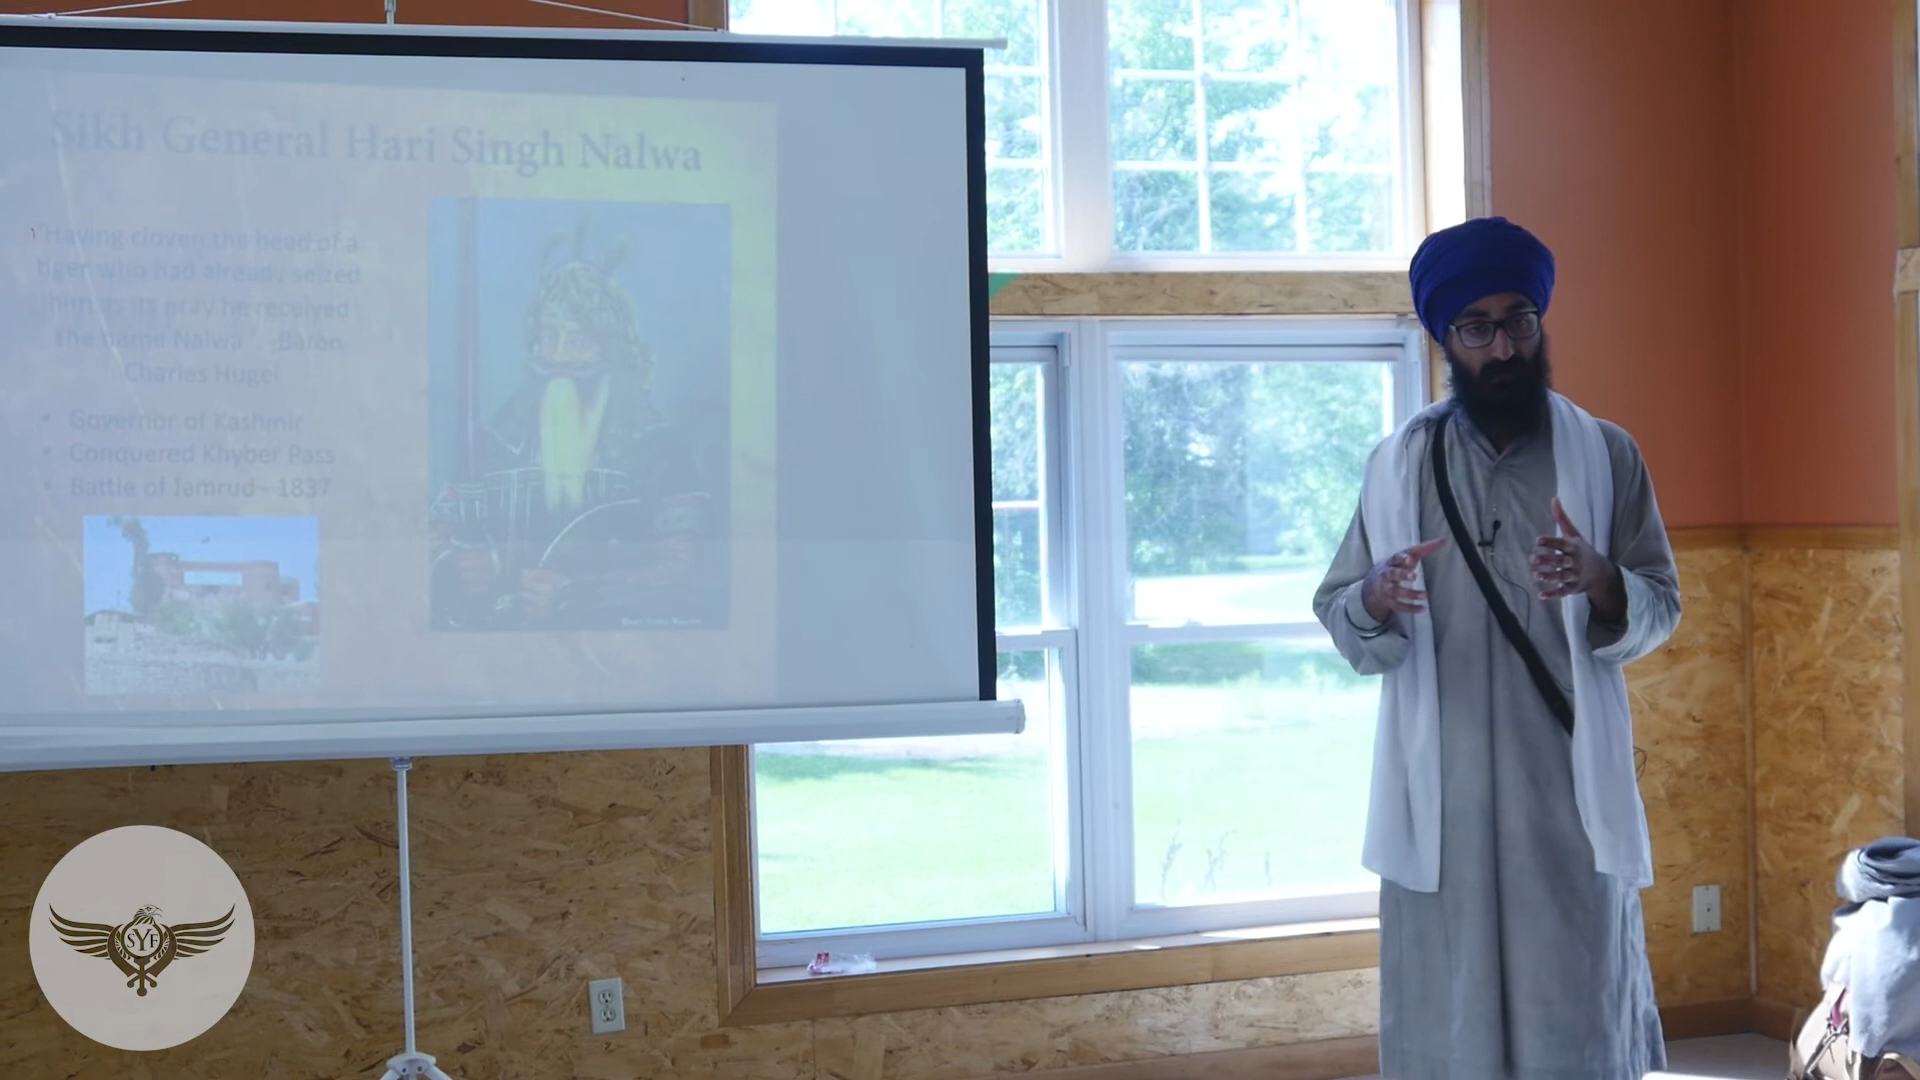 Sikh General Hari Singh Nalwa
"Having cloven the head of a
tiger who had already seized
him as its pray he received
the name Nalwa". -Baron
Charles Hugel
• Governor of Kashmir
• Conquered Khyber Pass
• Battle of Jamrud - 1837
SYF